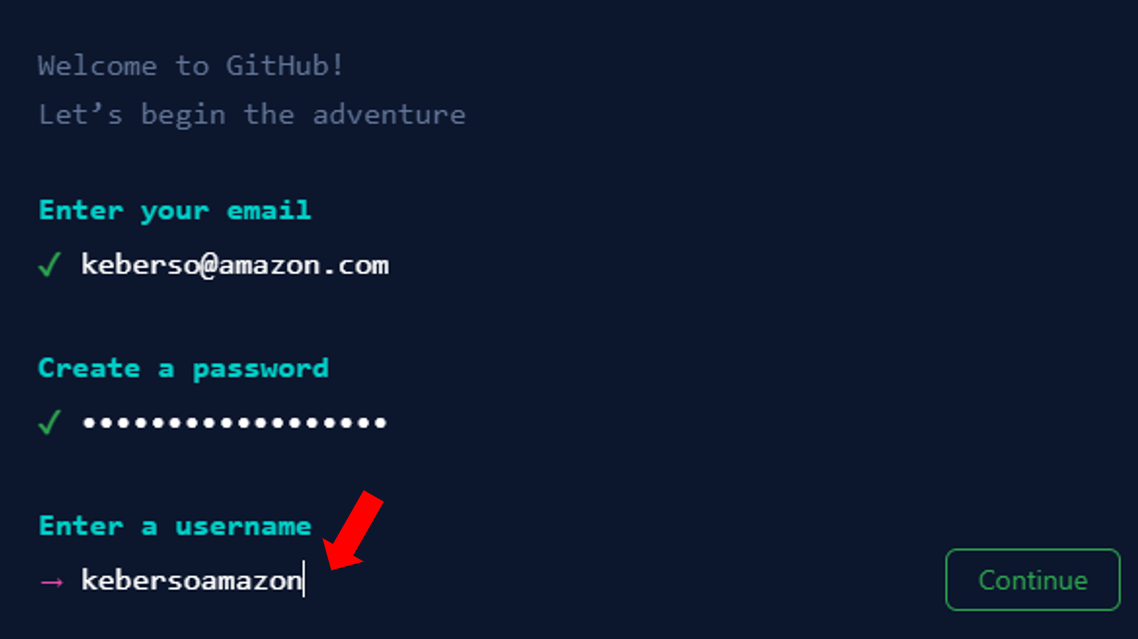 Welcome to GitHub!
Let’s begin the adventure
Enter your email
✓ keberso@amazon.com
Create a password
✓ ••••••••••••••••••
Enter a username
→ kebersoamazon
Continue